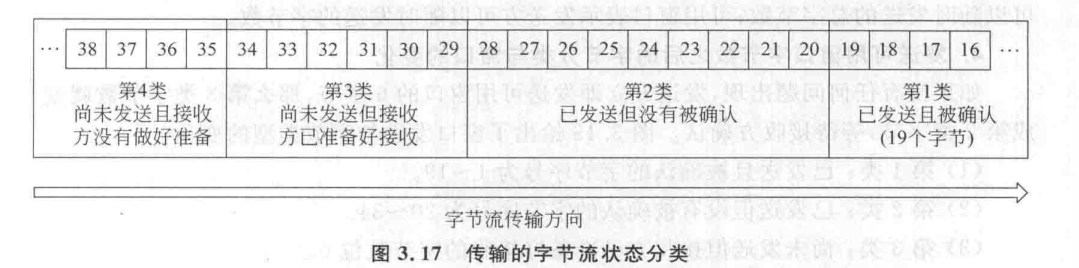 … 38 37 36 35 34 33 32 31 30 29 28 27 26 25 24 23 22 21 20 19 18 17 16 …
第4类 第3类 第2类 第1类
尚未发送且接收 尚未发送但接收 已发送但没有被确认 已发送且被确认
方没有做好准备 方已准备好接收 (19个字节)
字节流传输方向
图 3.17 传输的字节流状态分类